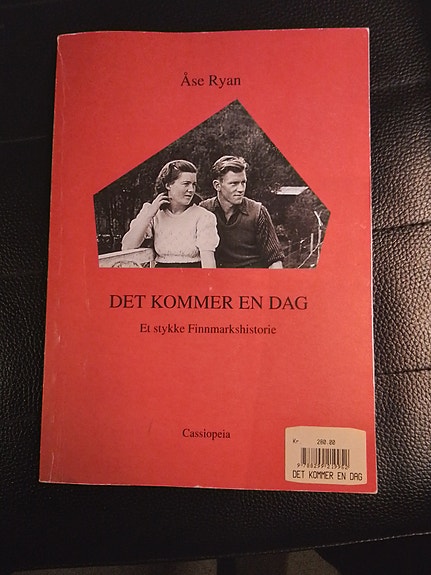 Åse Ryan
DET KOMMER EN DAG
Et stykke Finnmarkshistorie
Cassiopeia
Kr. 280.00
DET KOMMER EN DAG